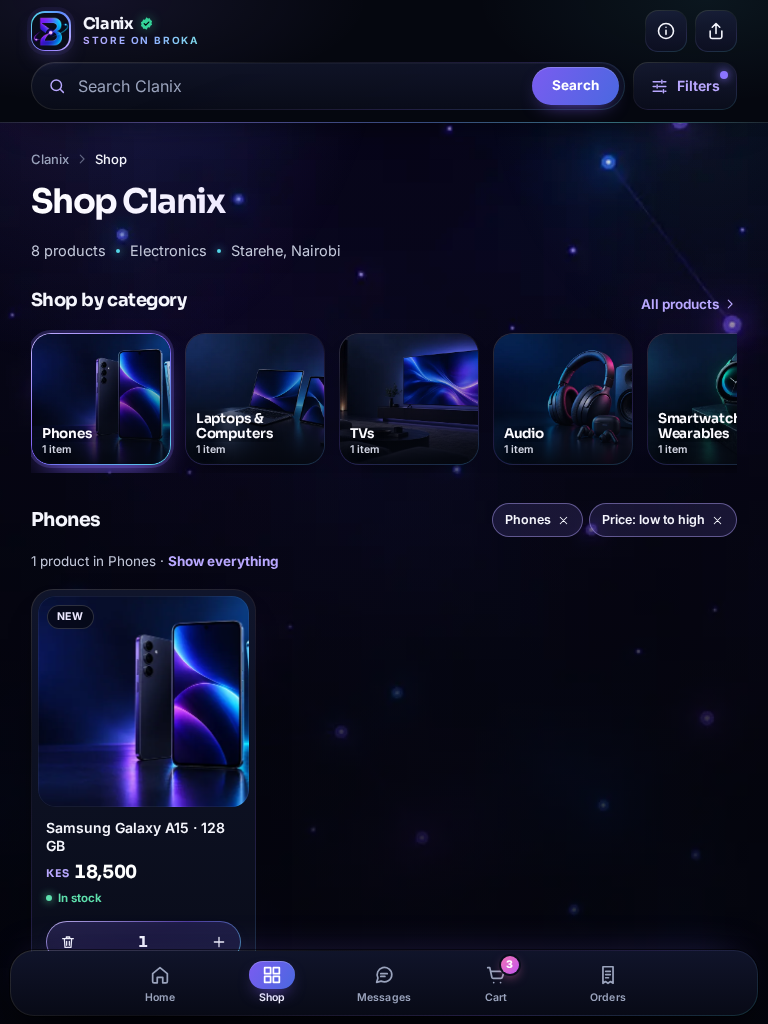 Clanix
STORE ON BROKA
Search Clanix
Search
Filters
Clanix > Shop
Shop Clanix
8 products • Electronics • Starehe, Nairobi
Shop by category
All products >
Phones
1 item
Laptops &
Computers
1 item
TVs
1 item
Audio
1 item
Smartwatch
Wearables
1 item
Phones
Phones ×
Price: low to high ×
1 product in Phones · Show everything
NEW
Samsung Galaxy A15 · 128
GB
KES 18,500
In stock
1
3
Home
Shop
Messages
Cart
Orders